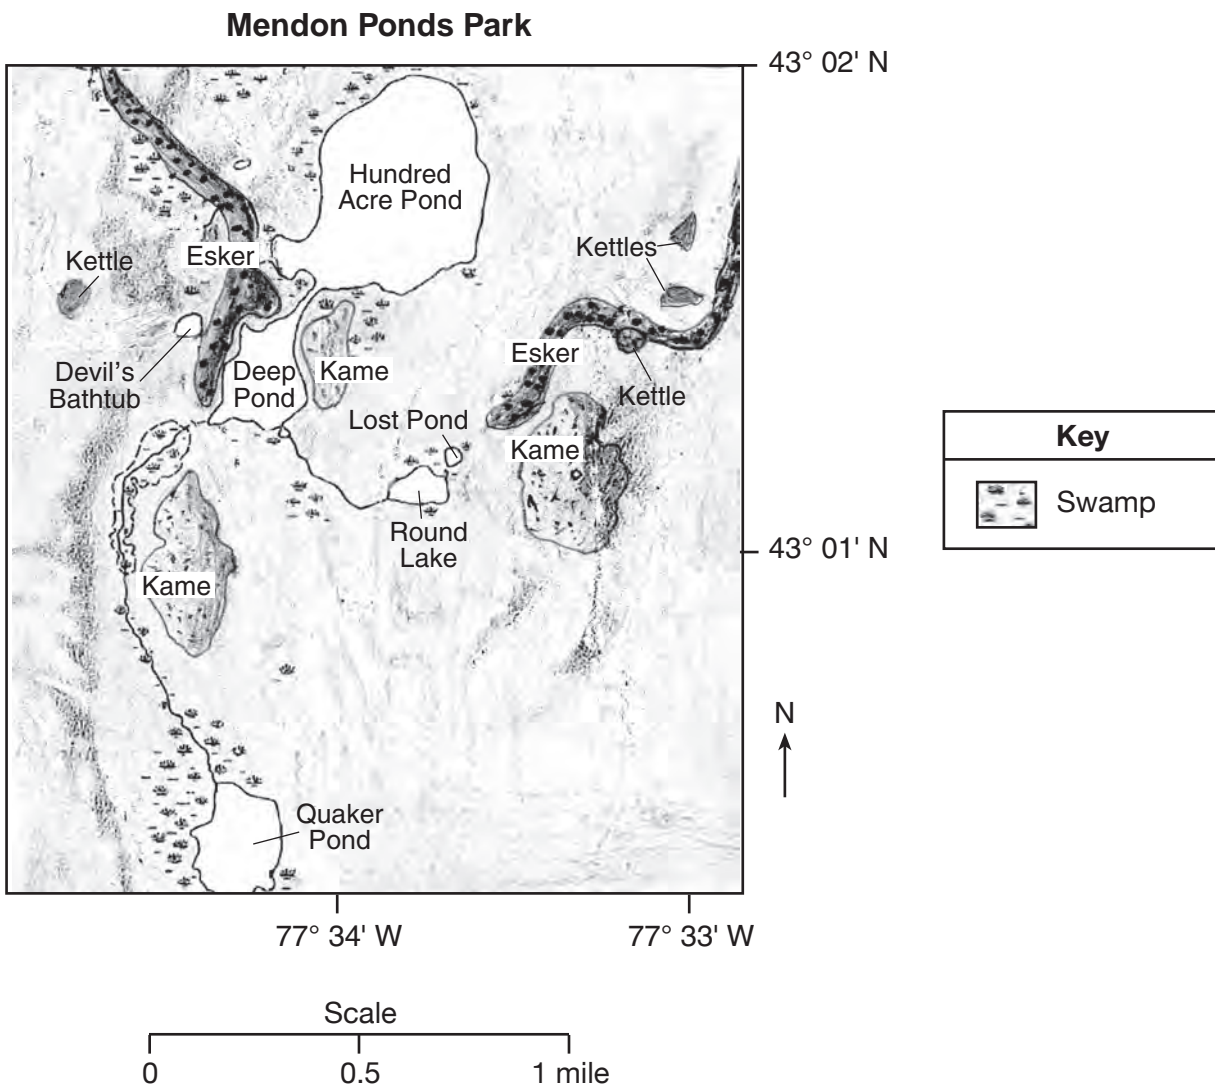 Mendon Ponds Park
43° 02' N
Hundred
Acre Pond
Kettle
Esker
Kettles
Devil's
Bathtub
Deep
Pond
Kame
Esker
Kettle
Lost Pond
Kame
Round
Lake
Key
Swamp
43° 01' N
Kame
N
Quaker
Pond
77° 34' W
77° 33' W
Scale
0
0.5
1 mile